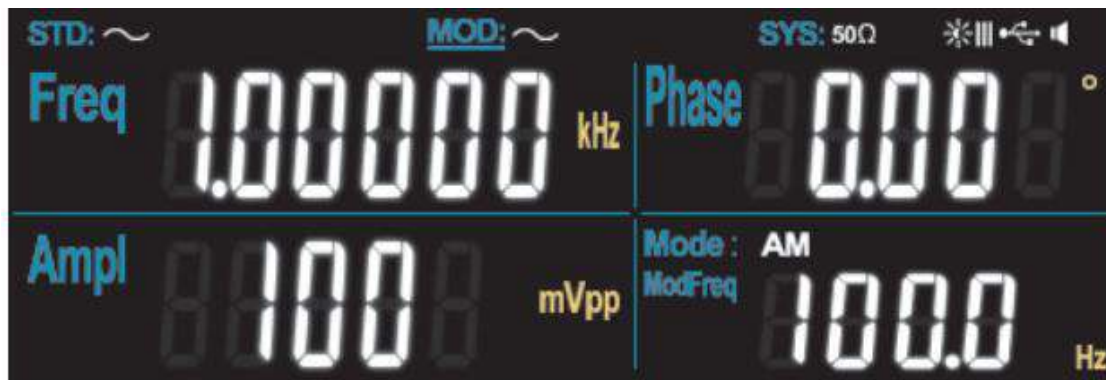 STD: MOD: SYS: 50Ω
Freq 1.00000 kHz
Phase 0.00 °
Ampl 100 mVpp
Mode: AM
ModFreq 100.0 Hz